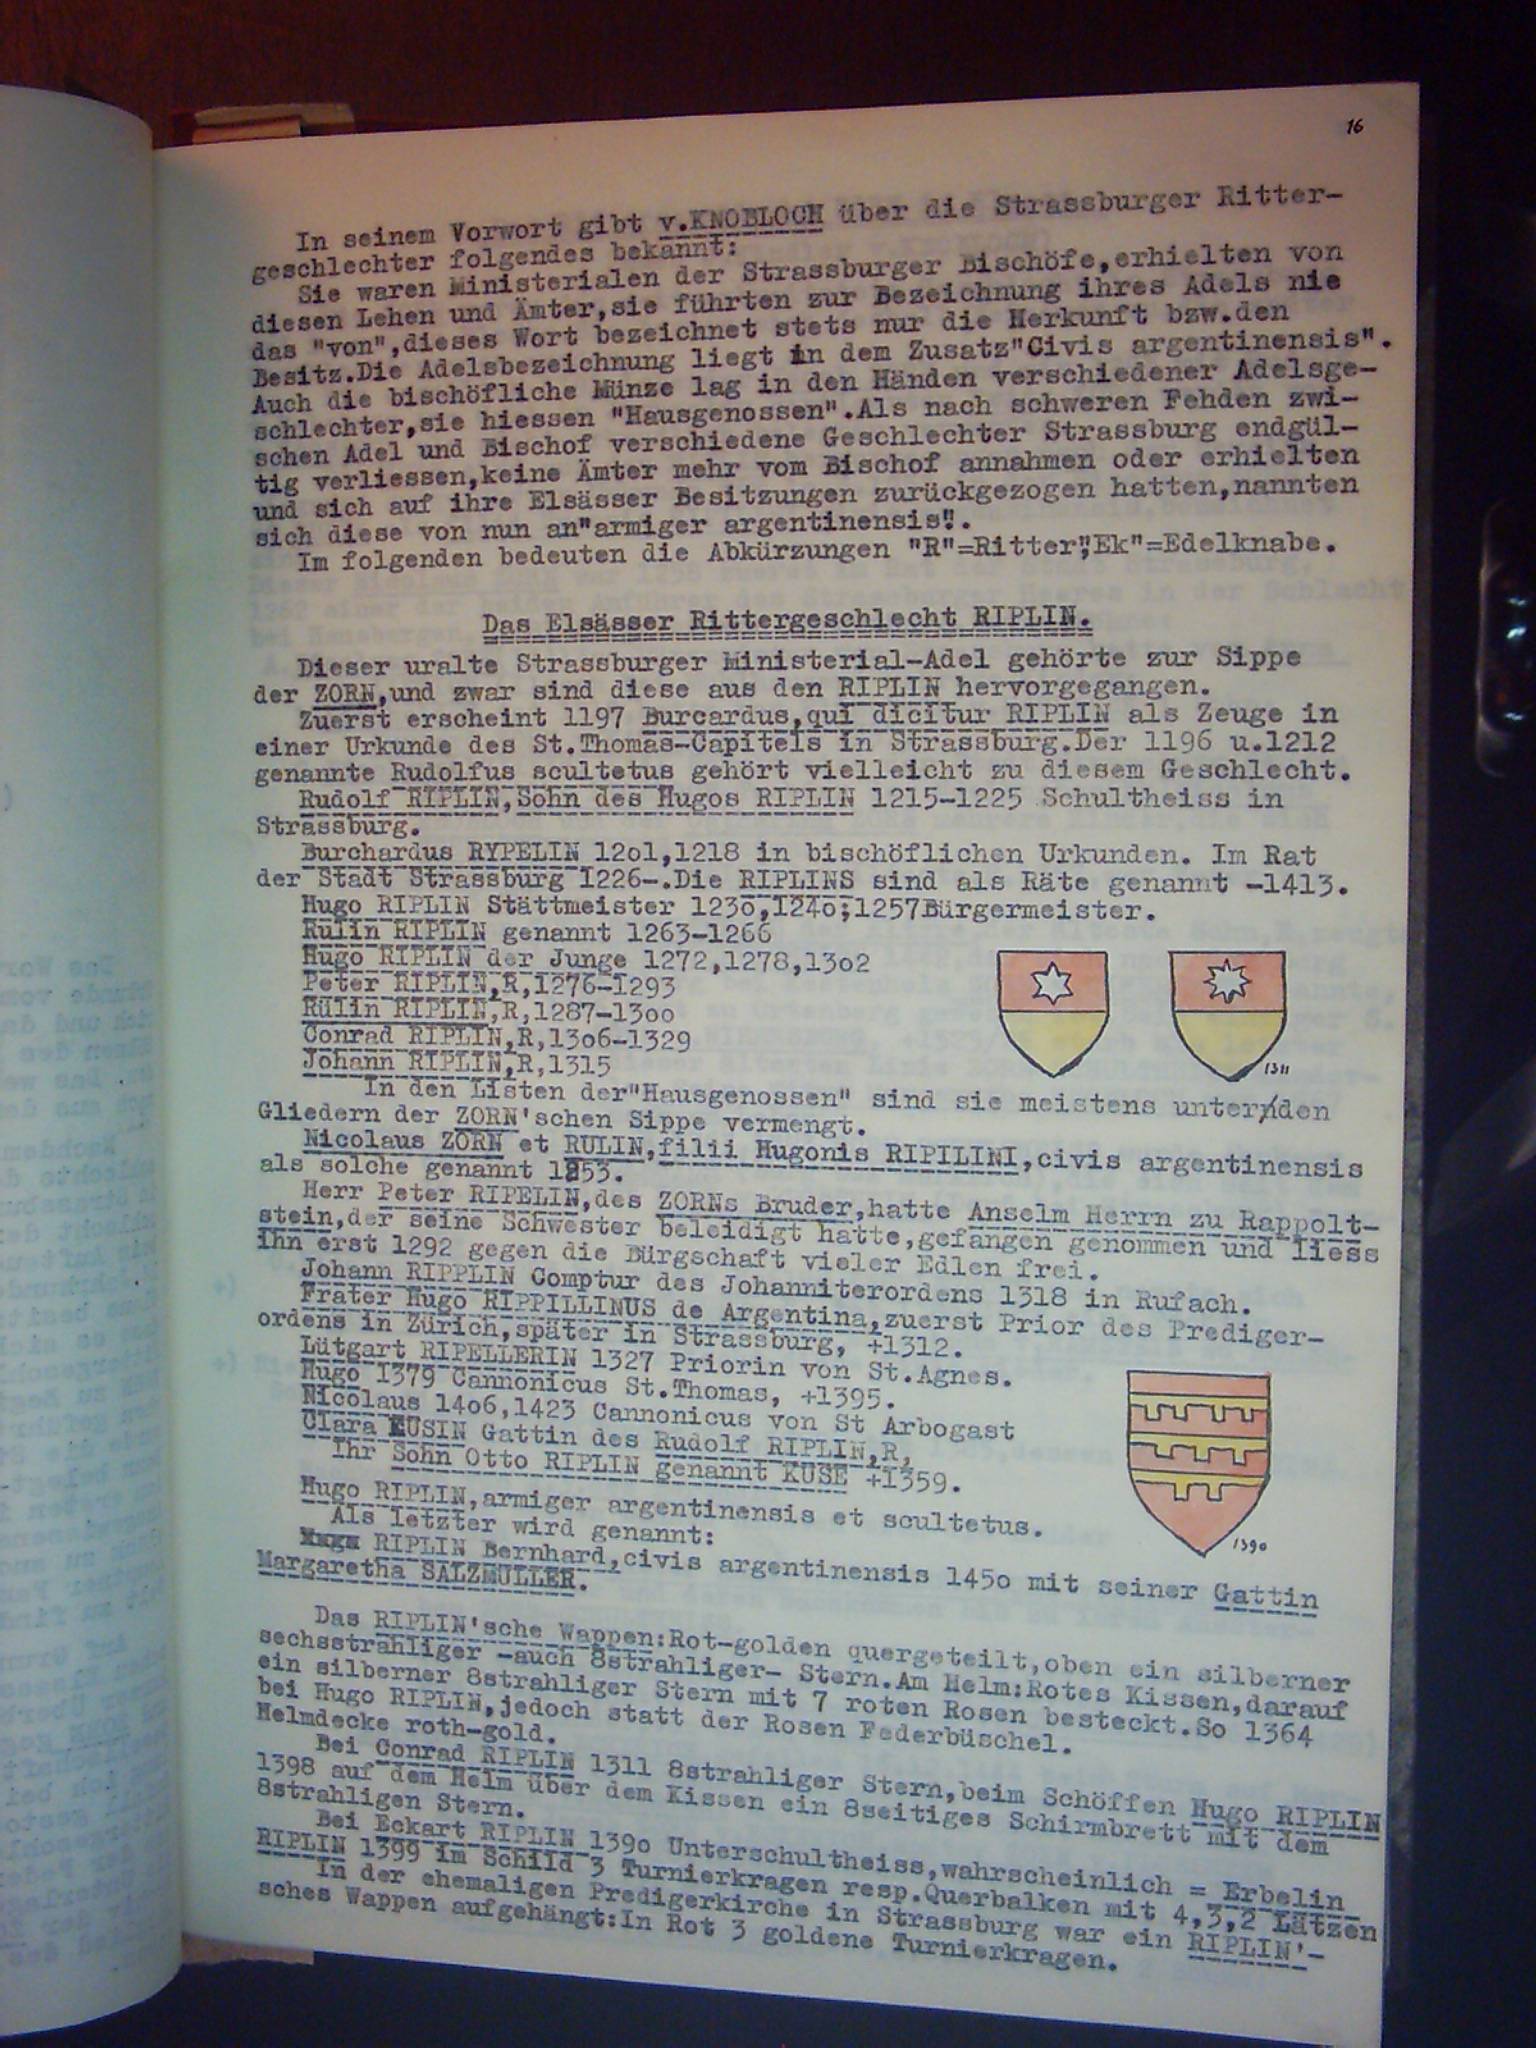 16
In seinem Vorwort gibt v.KNOBLOCH über die Strassburger Ritter-
geschlechter folgendes bekannt:
Sie waren Ministerialen der Strassburger Bischöfe,erhielten von
diesen Lehen und Ämter,sie führten zur Bezeichnung ihres Adels nie
das "von",dieses Wort bezeichnet stets nur die Herkunft bzw.den
Besitz.Die Adelsbezeichnung liegt in dem Zusatz"Civis argentinensis".
Auch die bischöfliche Münze lag in den Händen verschiedener Adelsge-
schlechter,sie hiessen "Hausgenossen".Als nach schweren Fehden zwi-
schen Adel und Bischof verschiedene Geschlechter Strassburg endgül-
tig verliessen,keine Ämter mehr vom Bischof annahmen oder erhielten
und sich auf ihre Elsässer Besitzungen zurückgezogen hatten,nannten
sich diese von nun an"armiger argentinensis".
Im folgenden bedeuten die Abkürzungen "R"=Ritter","Ek"=Edelknabe.
Das Elsässer Rittergeschlecht RIPLIN.
Dieser uralte Strassburger Ministerial-Adel gehörte zur Sippe
der ZORN,und zwar sind diese aus den RIPLIN hervorgegangen.
Zuerst erscheint 1197 Burcardus,qui dicitur RIPLIN als Zeuge in
einer Urkunde des St.Thomas-Capitels in Strassburg.Der 1196 u.1212
genannte Rudolfus scultetus gehört vielleicht zu diesem Geschlecht.
Rudolf RIPLIN,Sohn des Hugos RIPLIN 1215-1225 Schultheiss in
Strassburg.
Burchardus RYPELIN 12o1,1218 in bischöflichen Urkunden. Im Rat
der Stadt Strassburg 1226-.Die RIPLINS sind als Räte genannt -1413.
Hugo RIPLIN Stättmeister 123o,124o;1257Bürgermeister.
Rulin RIPLIN genannt 1263-1266
Hugo RIPLIN der Junge 1272,1278,13o2
Peter RIPLIN,R,1276-1293
Rülin RIPLIN,R,1287-13oo
Conrad RIPLIN,R,13o6-1329
Johann RIPLIN,R,1315
1311
In den Listen der"Hausgenossen" sind sie meistens unter den
Gliedern der ZORN'schen Sippe vermengt.
Nicolaus ZORN et RULIN,filii Hugonis RIPILINI,civis argentinensis
als solche genannt 1253.
Herr Peter RIPELIN,des ZORNs Bruder,hatte Anselm Herrn zu Rappolt-
stein,der seine Schwester beleidigt hatte,gefangen genommen und liess
ihn erst 1292 gegen die Bürgschaft vieler Edlen frei.
Johann RIPPLIN Comptur des Johanniterordens 1318 in Rufach.
Frater Hugo RIPPILLINUS de Argentina,zuerst Prior des Prediger-
ordens in Zürich,später in Strassburg, +1312.
Lütgart RIPELLERIN 1327 Priorin von St.Agnes.
Hugo 1379 Cannonicus St.Thomas, +1395.
Nicolaus 14o6,1423 Cannonicus von St Arbogast
Clara KUSIN Gattin des Rudolf RIPLIN,R,
Ihr Sohn Otto RIPLIN genannt KUSE +1359.
Hugo RIPLIN,armiger argentinensis et scultetus.
1390
Als letzter wird genannt:
RIPLIN Bernhard,civis argentinensis 145o mit seiner Gattin
Margaretha SALZMÜLLER.
Das RIPLIN'sche Wappen:Rot-golden quergeteilt,oben ein silberner
sechsstrahliger -auch 8strahliger- Stern.Am Helm:Rotes Kissen,darauf
ein silberner 8strahliger Stern mit 7 roten Rosen besteckt.So 1364
bei Hugo RIPLIN,jedoch statt der Rosen Federbüschel.
Helmdecke roth-gold.
Bei Conrad RIPLIN 1311 8strahliger Stern,beim Schöffen Hugo RIPLIN
1398 auf dem Helm über dem Kissen ein 8seitiges Schirmbrett mit dem
8strahligen Stern.
Bei Eckart RIPLIN 139o Unterschultheiss,wahrscheinlich = Erbelin
RIPLIN 1399 im Schild 3 Turnierkragen resp.Querbalken mit 4,3,2 Lätzen
In der ehemaligen Predigerkirche in Strassburg war ein RIPLIN'-
sches Wappen aufgehängt:In Rot 3 goldene Turnierkragen.